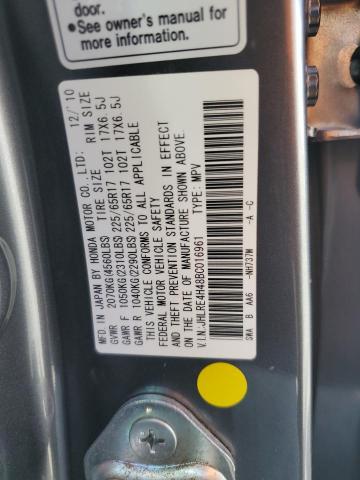 door.
•See owner's manual for
more information.
MFD. IN JAPAN BY HONDA MOTOR CO., LTD. 12/'10
TIRE SIZE RIM SIZE
GVWR 2070KG(4560LBS)
GAWR F 1050KG(2310LBS) 225/65R17 102T 17X6.5J
GAWR R 1040KG(2290LBS) 225/65R17 102T 17X6.5J
THIS VEHICLE CONFORMS TO ALL APPLICABLE
FEDERAL MOTOR VEHICLE SAFETY
AND THEFT PREVENTION STANDARDS IN EFFECT
ON THE DATE OF MANUFACTURE SHOWN ABOVE.
V.I.N.:JHLRE4H48BC016961 TYPE: MPV
SWA B AA6 -NH737M -A -C